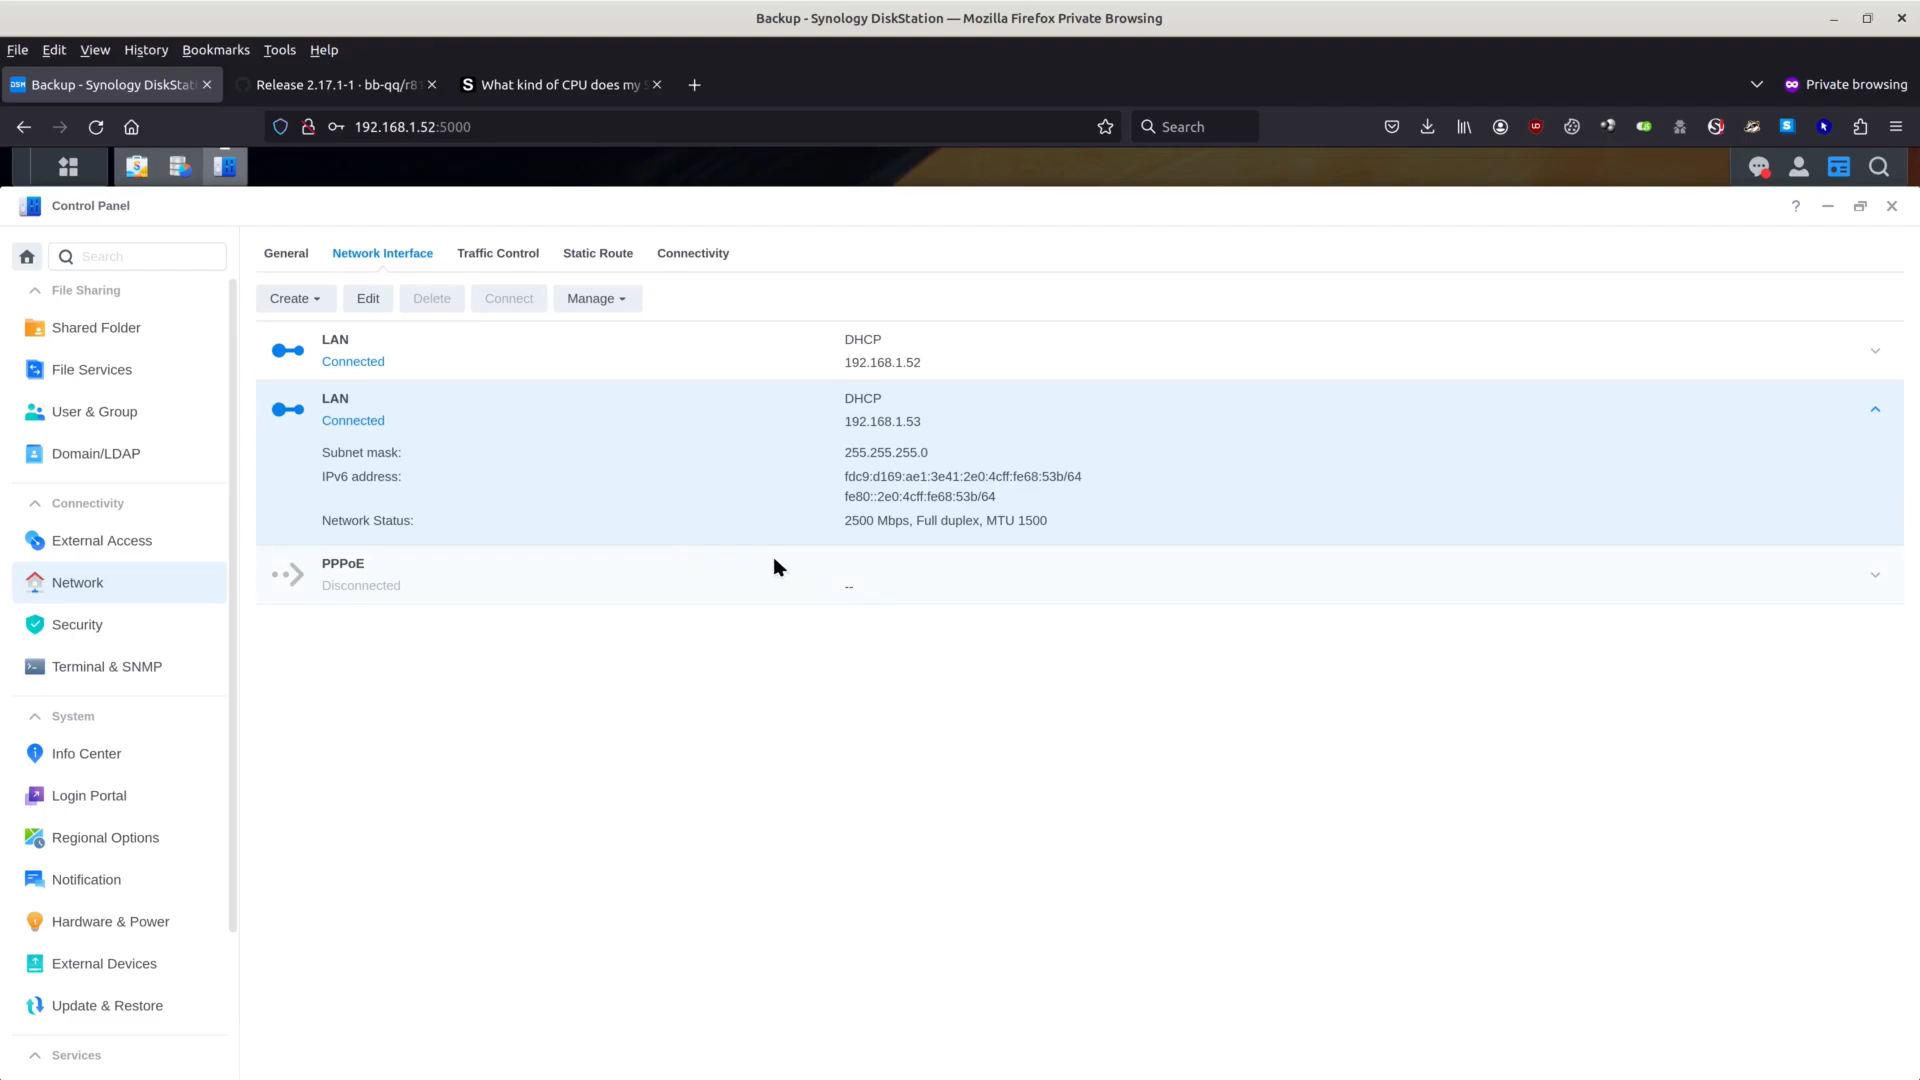 Backup - Synology DiskStation — Mozilla Firefox Private Browsing
File Edit View History Bookmarks Tools Help
DSM Backup - Synology DiskStat
Release 2.17.1-1 · bb-qq/r81
S What kind of CPU does my S
Private browsing
192.168.1.52:5000
Search
Control Panel
Search
General Network Interface Traffic Control Static Route Connectivity
Create Edit Delete Connect Manage
File Sharing
Shared Folder
File Services
User & Group
Domain/LDAP
Connectivity
External Access
Network
Security
Terminal & SNMP
System
Info Center
Login Portal
Regional Options
Notification
Hardware & Power
External Devices
Update & Restore
Services
LAN DHCP
Connected 192.168.1.52
LAN DHCP
Connected 192.168.1.53
Subnet mask: 255.255.255.0
IPv6 address: fdc9:d169:ae1:3e41:2e0:4cff:fe68:53b/64
fe80::2e0:4cff:fe68:53b/64
Network Status: 2500 Mbps, Full duplex, MTU 1500
PPPoE
Disconnected --